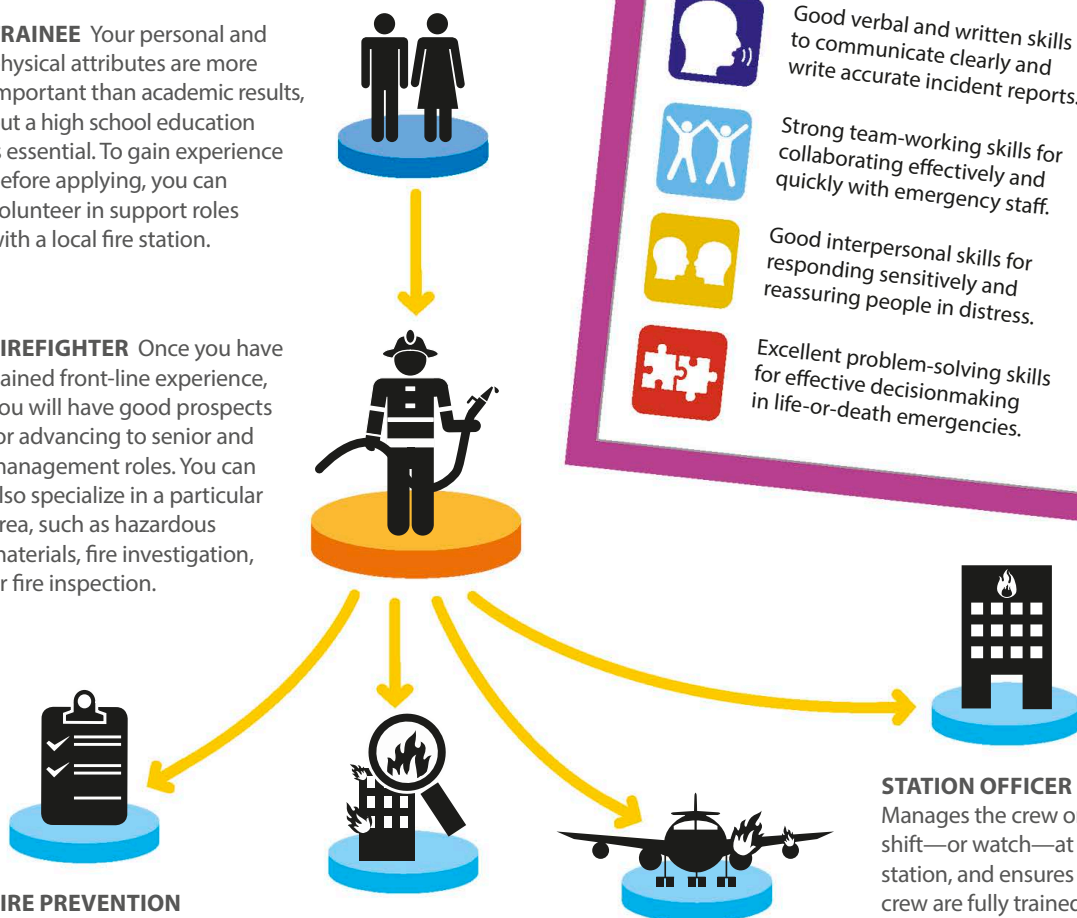 RAINEE Your personal and
hysical attributes are more
mportant than academic results,
ut a high school education
s essential. To gain experience
efore applying, you can
olunteer in support roles
with a local fire station.
IREFIGHTER Once you have
ained front-line experience,
ou will have good prospects
or advancing to senior and
management roles. You can
lso specialize in a particular
rea, such as hazardous
materials, fire investigation,
r fire inspection.
Good verbal and written skills
to communicate clearly and
write accurate incident reports.
Strong team-working skills for
collaborating effectively and
quickly with emergency staff.
Good interpersonal skills for
responding sensitively and
reassuring people in distress.
Excellent problem-solving skills
for effective decisionmaking
in life-or-death emergencies.
STATION OFFICER
Manages the crew o
shift—or watch—at
station, and ensures
crew are fully trained
IRE PREVENTION